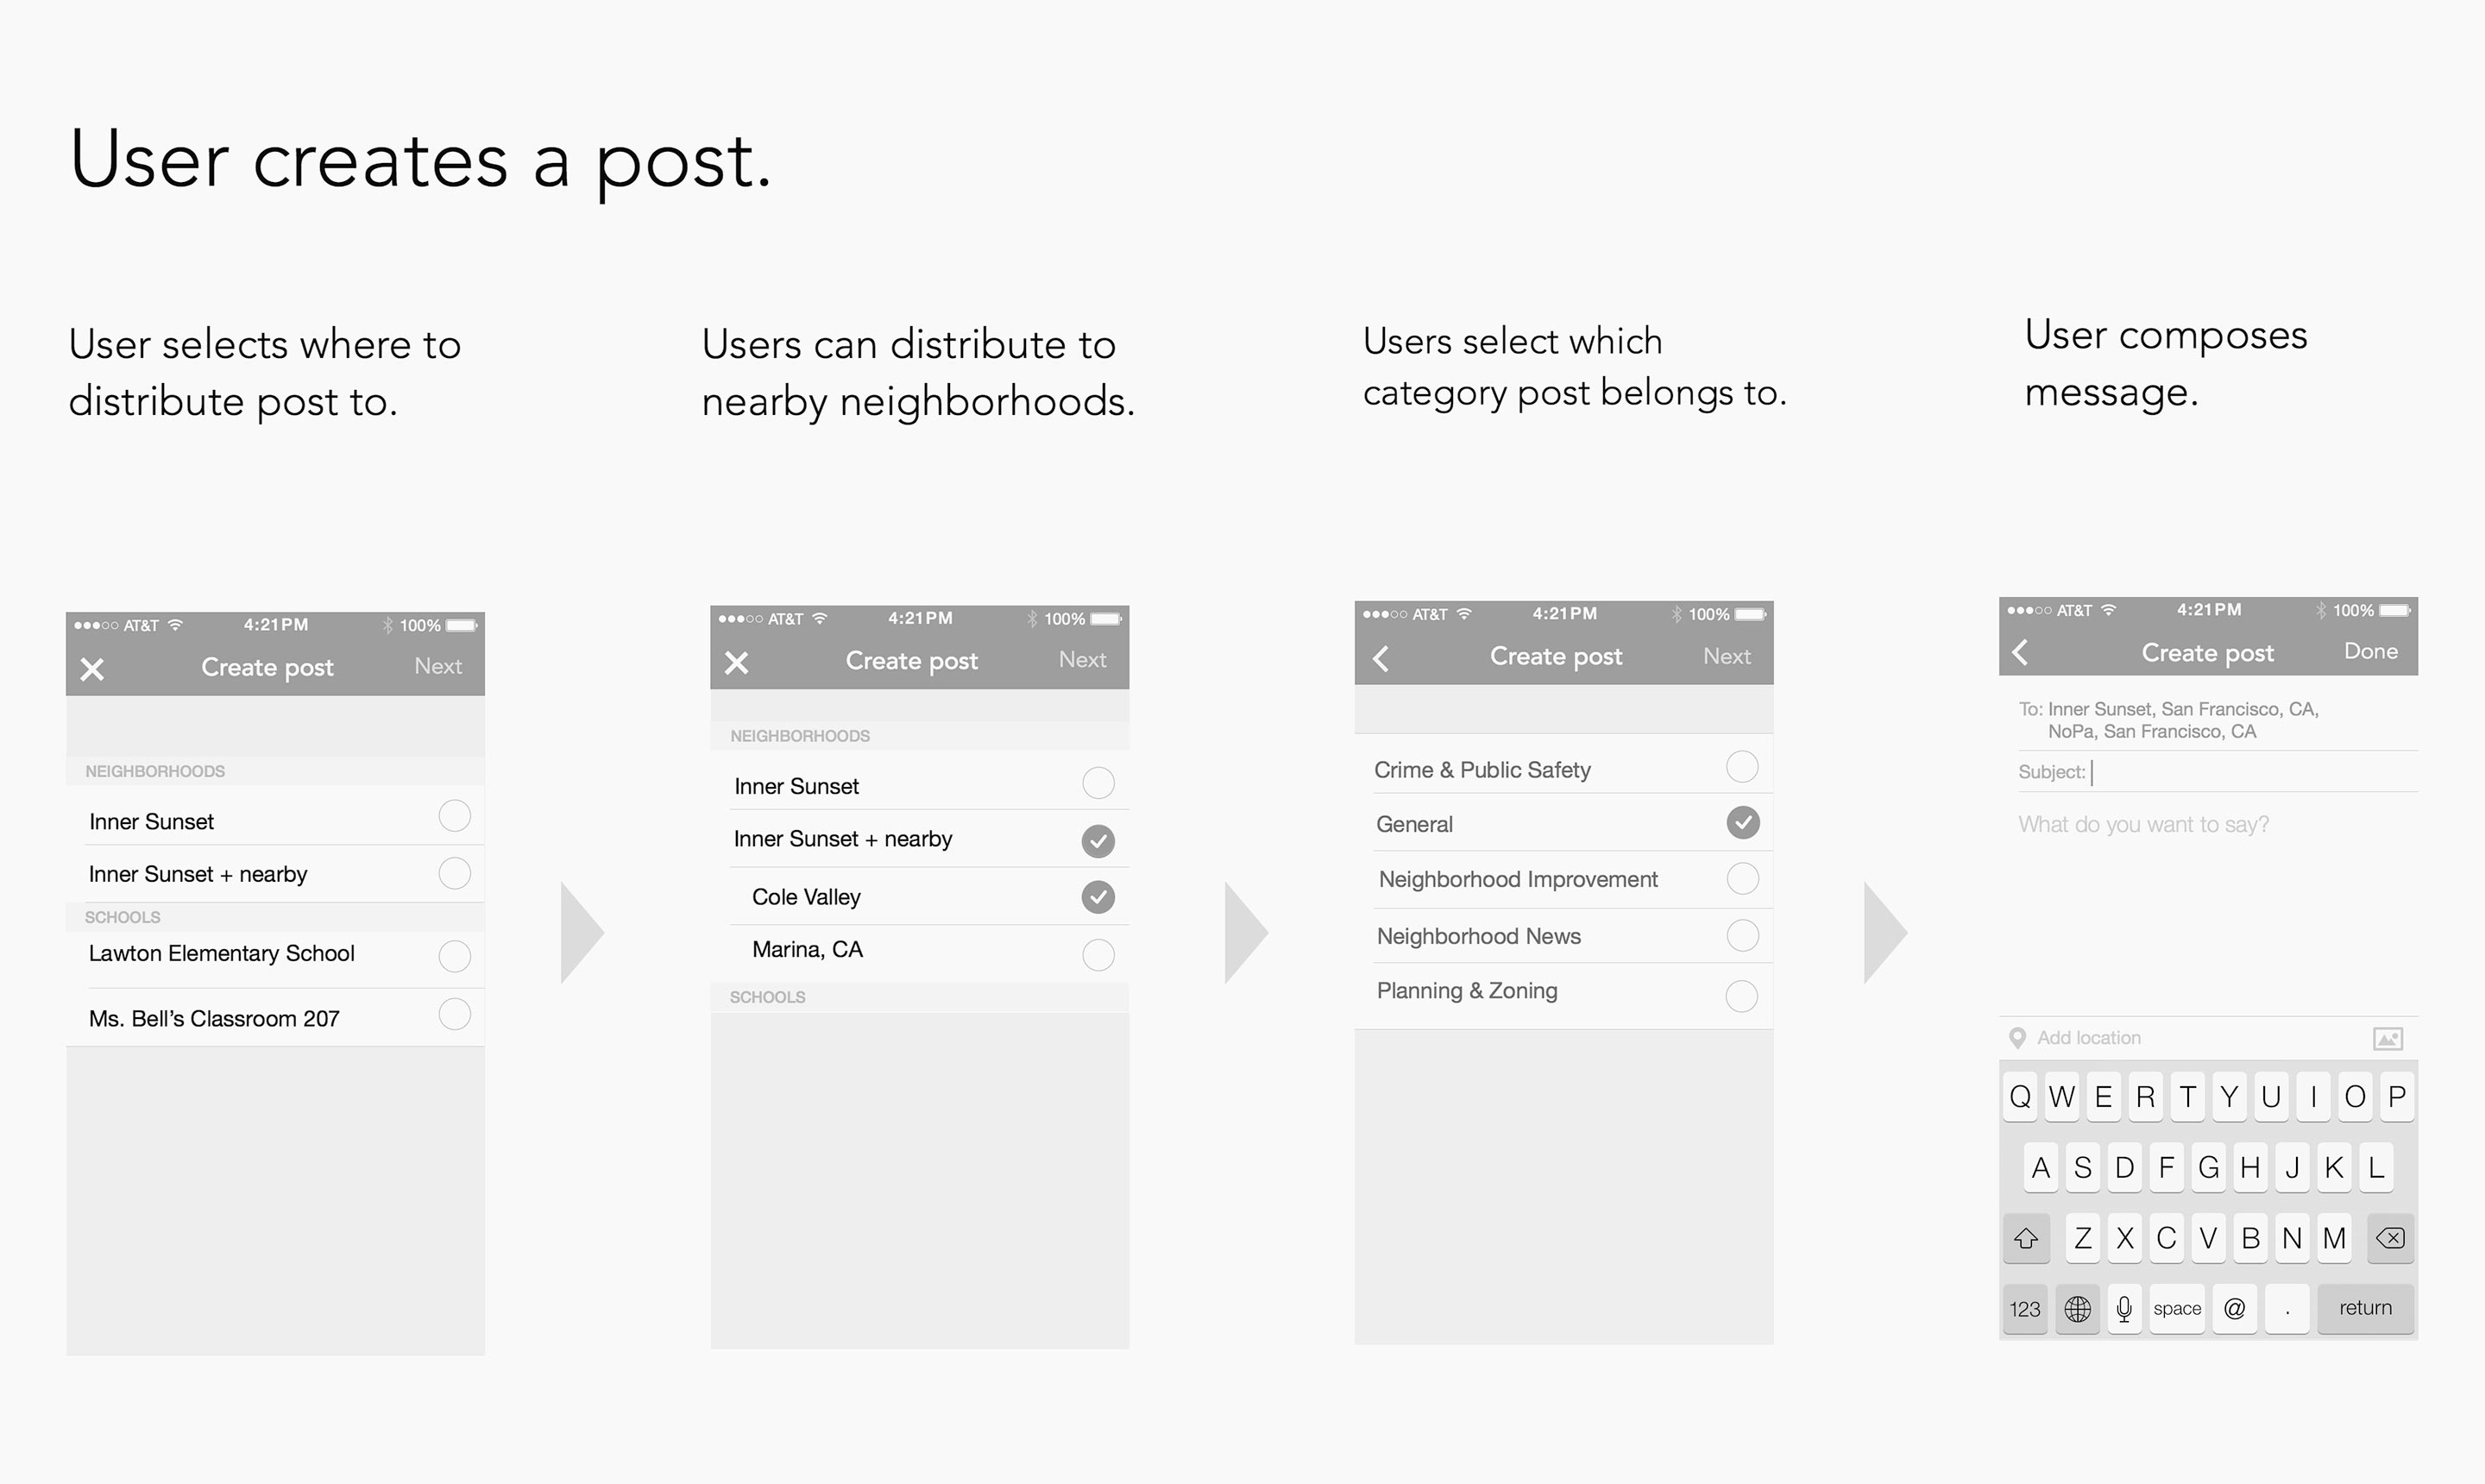 User creates a post.
User selects where to
distribute post to.
Users can distribute to
nearby neighborhoods.
Users select which
category post belongs to.
User composes
message.
AT&T 4:21PM 100%
Create post Next
NEIGHBORHOODS
Inner Sunset
Inner Sunset + nearby
SCHOOLS
Lawton Elementary School
Ms. Bell’s Classroom 207
AT&T 4:21PM 100%
Create post Next
NEIGHBORHOODS
Inner Sunset
Inner Sunset + nearby
Cole Valley
Marina, CA
SCHOOLS
AT&T 4:21PM 100%
Create post Next
Crime & Public Safety
General
Neighborhood Improvement
Neighborhood News
Planning & Zoning
AT&T 4:21PM 100%
Create post Done
To: Inner Sunset, San Francisco, CA,
NoPa, San Francisco, CA
Subject:
What do you want to say?
Add location
Q W E R T Y U I O P
A S D F G H J K L
Z X C V B N M
123 space @ . return